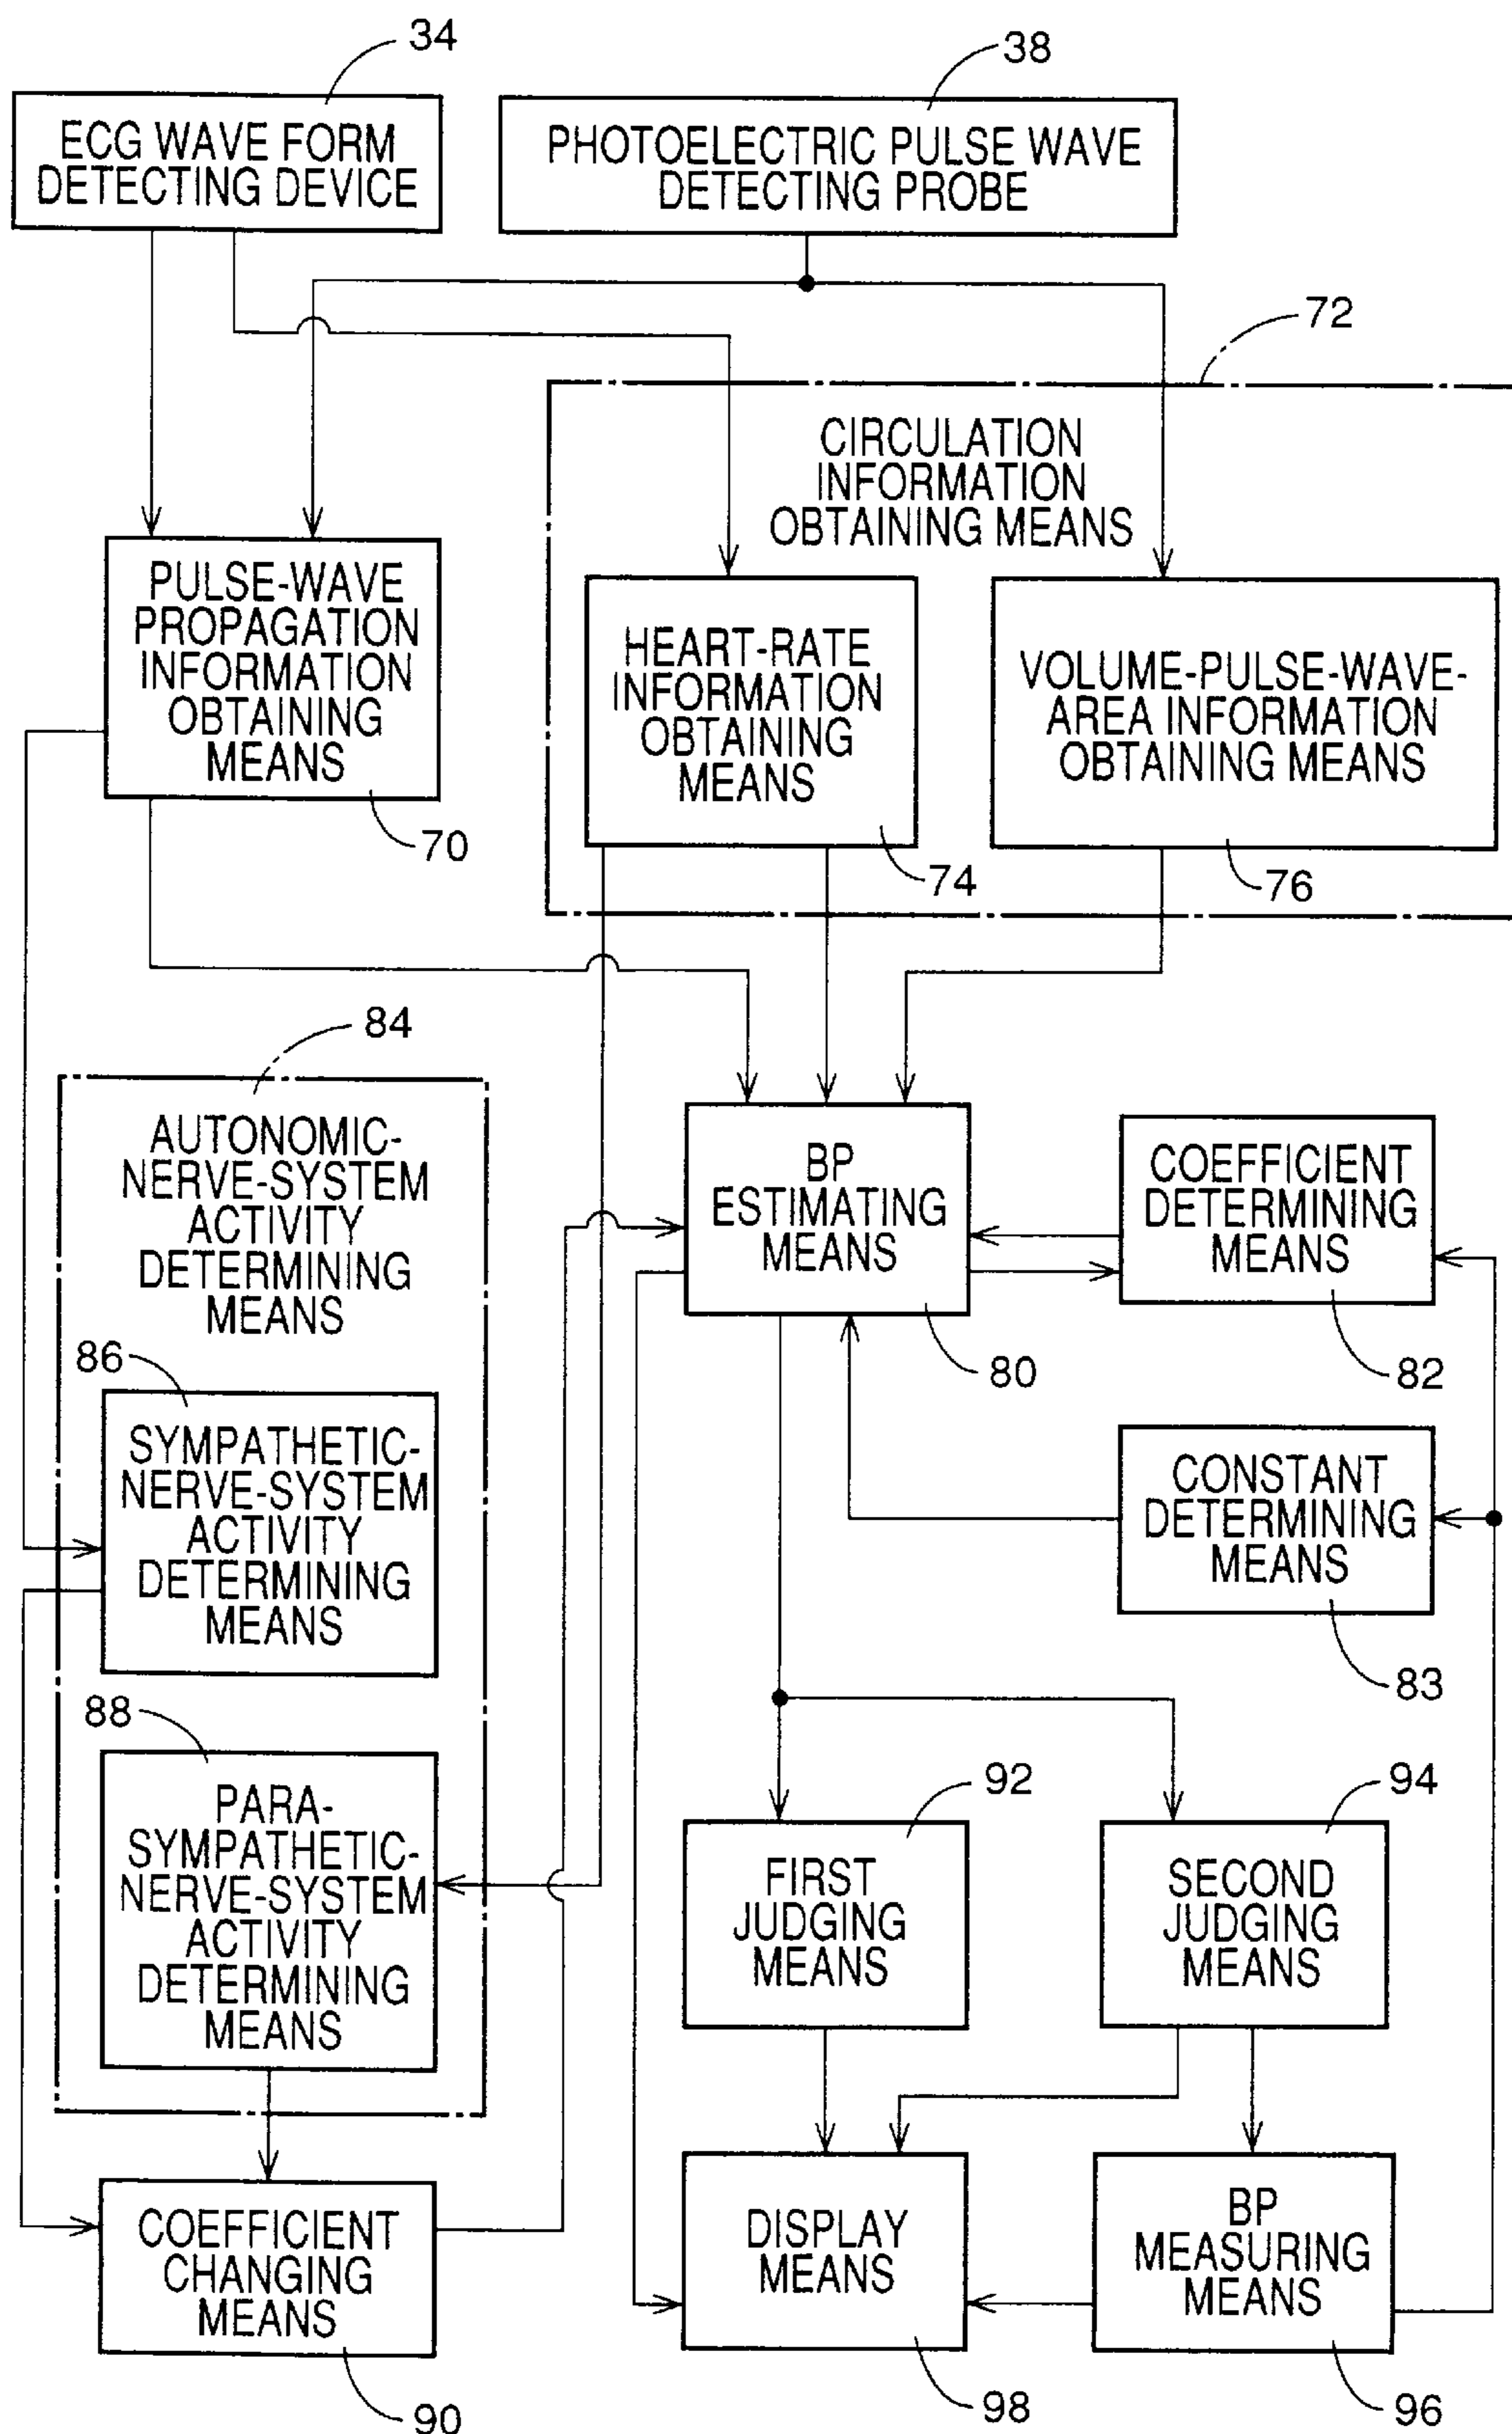 34
38
ECG WAVE FORM
DETECTING DEVICE
PHOTOELECTRIC PULSE WAVE
DETECTING PROBE
72
CIRCULATION
INFORMATION
OBTAINING MEANS
PULSE-WAVE
PROPAGATION
INFORMATION
OBTAINING
MEANS
70
HEART-RATE
INFORMATION
OBTAINING
MEANS
74
VOLUME-PULSE-WAVE-
AREA INFORMATION
OBTAINING MEANS
76
84
AUTONOMIC-
NERVE-SYSTEM
ACTIVITY
DETERMINING
MEANS
BP
ESTIMATING
MEANS
80
COEFFICIENT
DETERMINING
MEANS
82
86
SYMPATHETIC-
NERVE-SYSTEM
ACTIVITY
DETERMINING
MEANS
CONSTANT
DETERMINING
MEANS
83
88
PARA-
SYMPATHETIC-
NERVE-SYSTEM
ACTIVITY
DETERMINING
MEANS
92
FIRST
JUDGING
MEANS
94
SECOND
JUDGING
MEANS
COEFFICIENT
CHANGING
MEANS
90
DISPLAY
MEANS
98
BP
MEASURING
MEANS
96